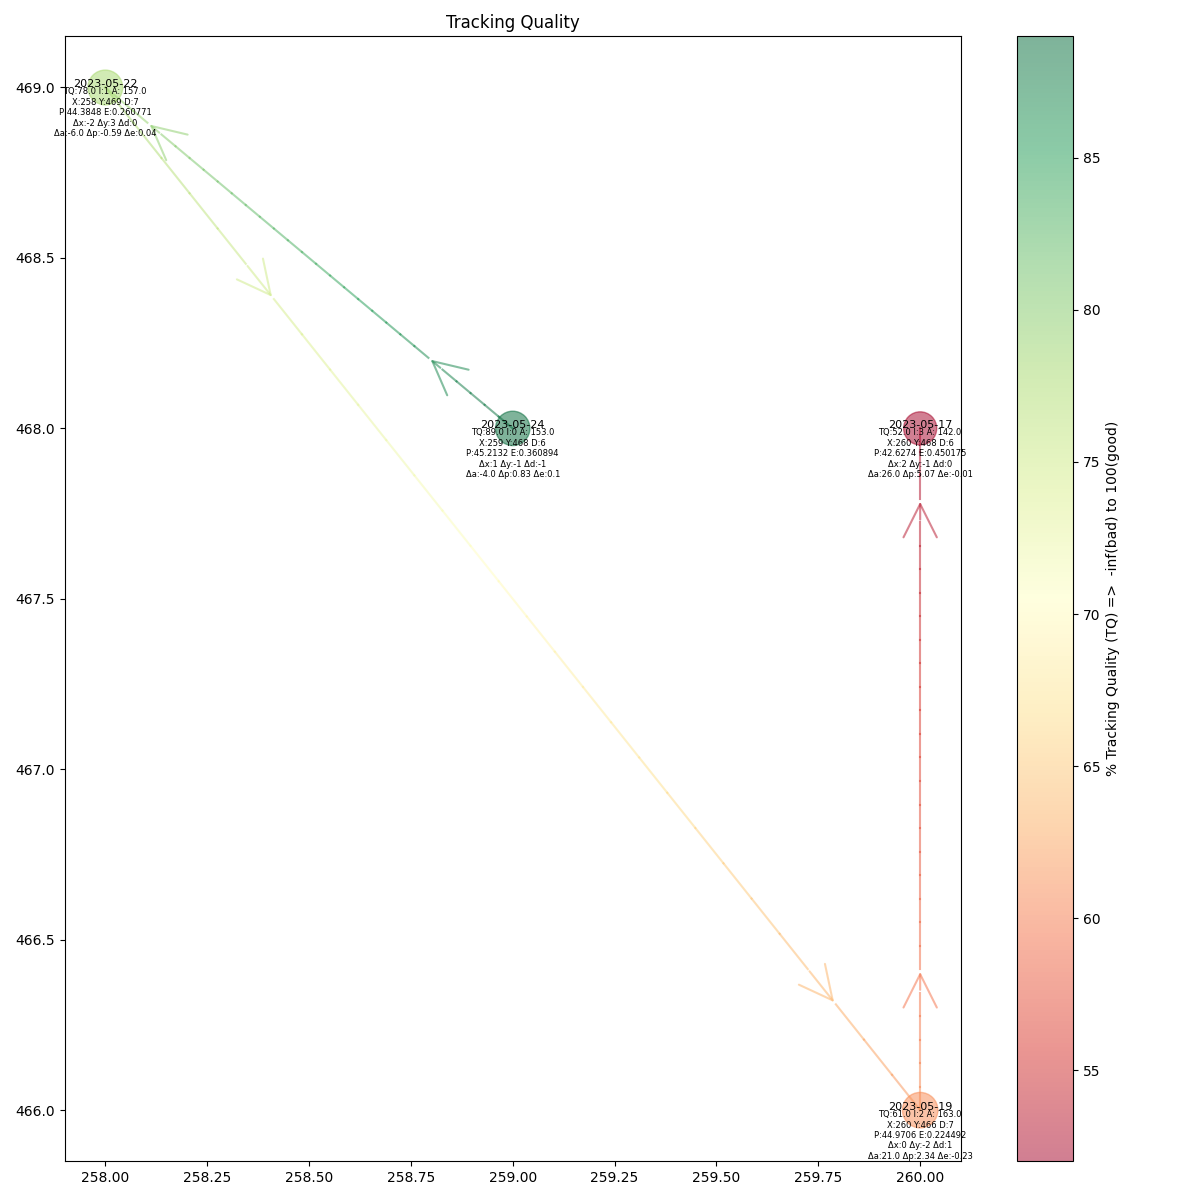 Tracking Quality
469.0
468.5
468.0
467.5
467.0
466.5
466.0
2023-05-22
TQ:78.0 I:1 A: 157.0
X:258 Y:469 D:7
P:44.3848 E:0.260771
Δx:-2 Δy:3 Δd:0
Δa:-6.0 Δp:-0.59 Δe:0.04
2023-05-24
TQ:89.0 I:0 A: 153.0
X:259 Y:468 D:6
P:45.2132 E:0.360894
Δx:1 Δy:-1 Δd:-1
Δa:-4.0 Δp:0.83 Δe:0.1
2023-05-17
TQ:52.0 I:3 A: 142.0
X:260 Y:468 D:6
P:42.6274 E:0.450175
Δx:2 Δy:-1 Δd:0
Δa:26.0 Δp:5.07 Δe:-0.01
2023-05-19
TQ:61.0 I:2 A: 163.0
X:260 Y:466 D:7
P:44.9706 E:0.224492
Δx:0 Δy:-2 Δd:1
Δa:21.0 Δp:2.34 Δe:-0.23
258.00 258.25 258.50 258.75 259.00 259.25 259.50 259.75 260.00
85
80
75
70
65
60
55
% Tracking Quality (TQ) => -inf(bad) to 100(good)